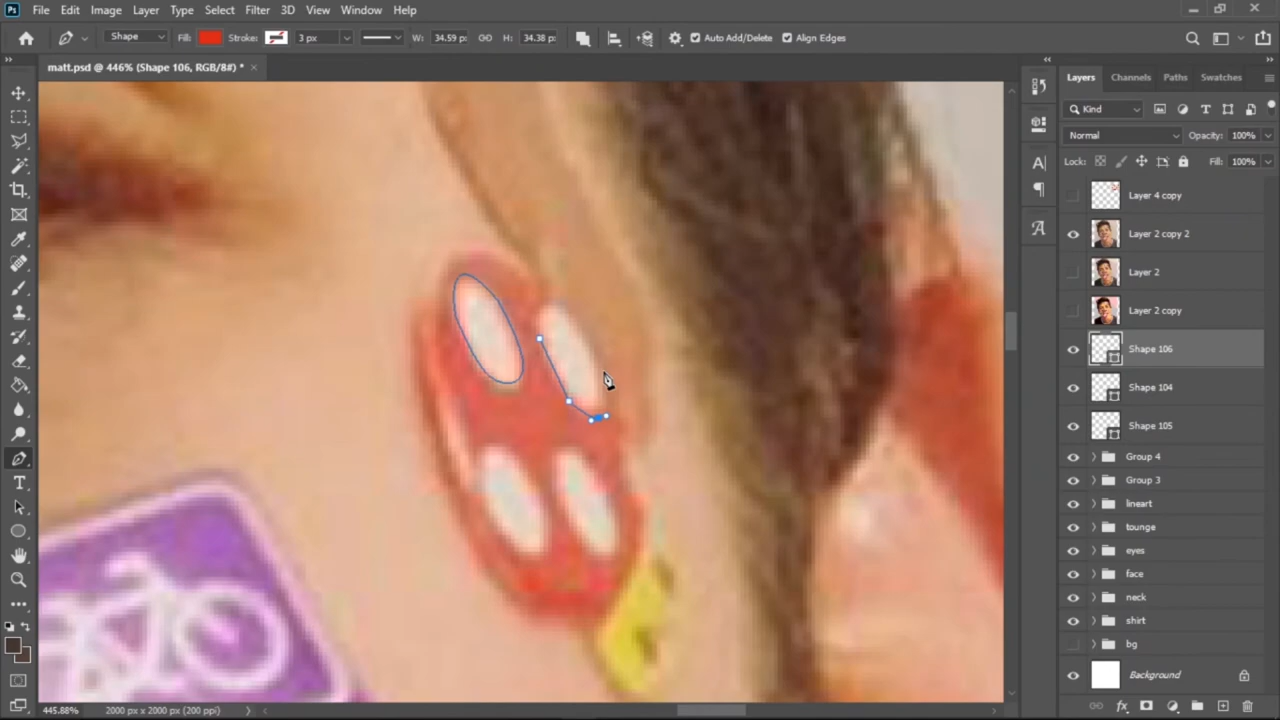 Ps File Edit Image Layer Type Select Filter 3D View Window Help
Shape Fill: Stroke: 3 px W: 34.59 p H: 34.38 p Auto Add/Delete Align Edges
matt.psd @ 446% (Shape 106, RGB/8#) * ×
Layers Channels Paths Swatches
Kind
Normal Opacity: 100%
Lock: Fill: 100%
Layer 4 copy
Layer 2 copy 2
Layer 2
Layer 2 copy
Shape 106
Shape 104
Shape 105
Group 4
Group 3
lineart
tounge
eyes
face
neck
shirt
bg
Background
445.88% 2000 px x 2000 px (200 ppi)